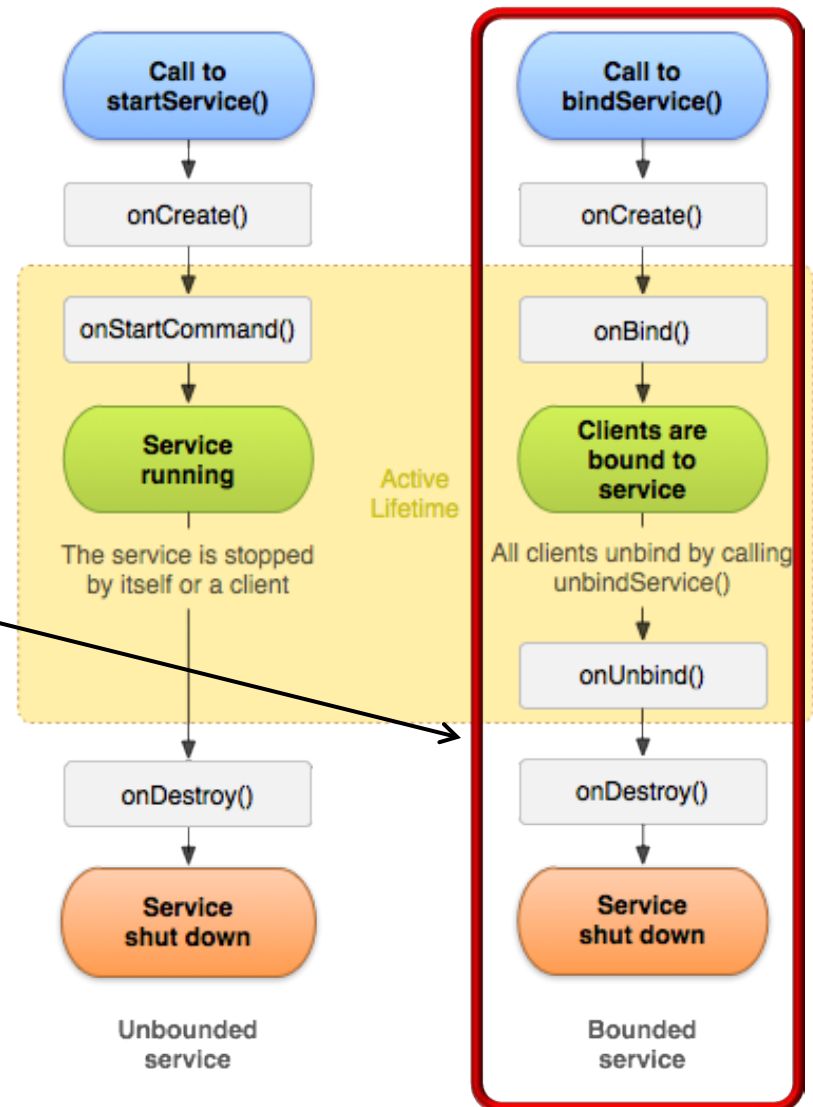 Call to
startService()
onCreate()
onStartCommand()
Service
running
The service is stopped
by itself or a client
onDestroy()
Service
shut down
Unbounded
service
Active
Lifetime
Call to
bindService()
onCreate()
onBind()
Clients are
bound to
service
All clients unbind by calling
unbindService()
onUnbind()
onDestroy()
Service
shut down
Bounded
service